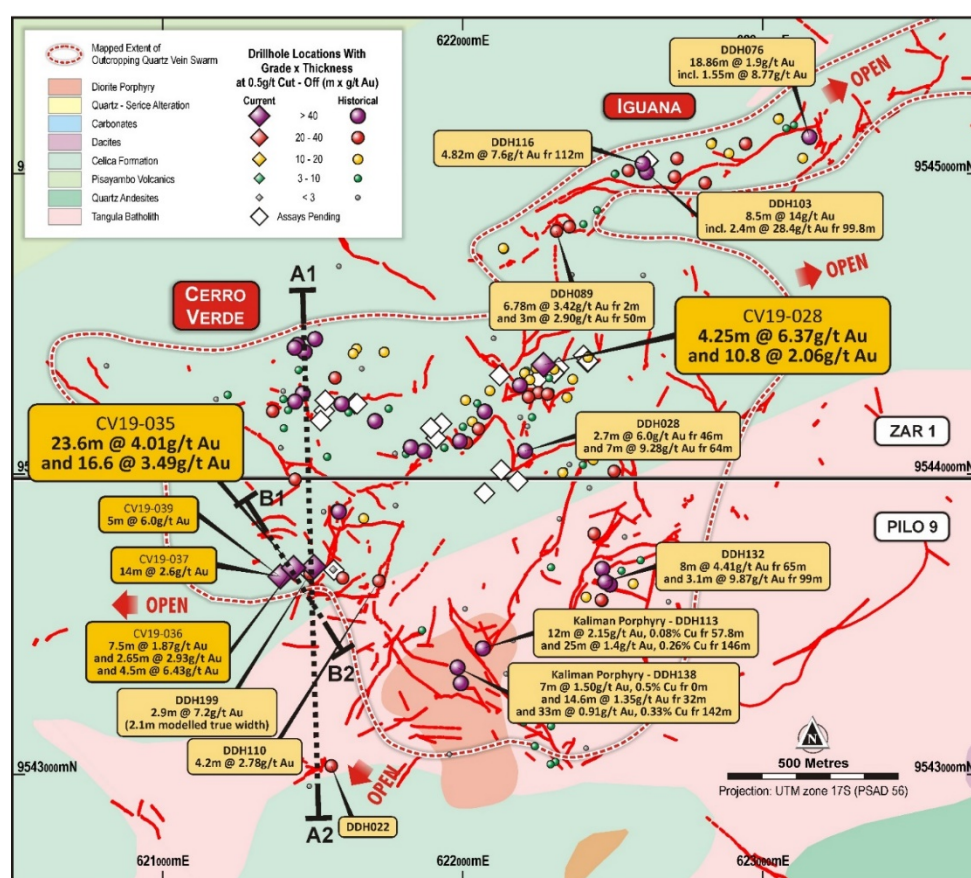 Mapped Extent of
Outcropping Quartz Vein Swarm
Diorite Porphyry
Quartz - Serice Alteration
Carbonates
Dacites
Celica Formation
Pisayambo Volcanics
Quartz Andesites
Tangula Batholith
Drillhole Locations With
Grade x Thickness
at 0.5g/t Cut - Off (m x g/t Au)
Current
Historical
> 40
20 - 40
10 - 20
3 - 10
< 3
Assays Pending
622000mE
DDH076
18.86m @ 1.9g/t Au
incl. 1.55m @ 8.77g/t Au
OPEN
IGUANA
DDH116
4.82m @ 7.6g/t Au fr 112m
9545000mN
DDH103
8.5m @ 14g/t Au
incl. 2.4m @ 28.4g/t Au fr 99.8m
OPEN
A1
CERRO
VERDE
DDH089
6.78m @ 3.42g/t Au fr 2m
and 3m @ 2.90g/t Au fr 50m
CV19-028
4.25m @ 6.37g/t Au
and 10.8 @ 2.06g/t Au
CV19-035
23.6m @ 4.01g/t Au
and 16.6 @ 3.49g/t Au
ZAR 1
DDH028
2.7m @ 6.0g/t Au fr 46m
and 7m @ 9.28g/t Au fr 64m
9544000mN
B1
CV19-039
5m @ 6.0g/t Au
PILO 9
CV19-037
14m @ 2.6g/t Au
DDH132
8m @ 4.41g/t Au fr 65m
and 3.1m @ 9.87g/t Au fr 99m
OPEN
CV19-036
7.5m @ 1.87g/t Au
and 2.65m @ 2.93g/t Au
and 4.5m @ 6.43g/t Au
Kaliman Porphyry - DDH113
12m @ 2.15g/t Au, 0.08% Cu fr 57.8m
and 25m @ 1.4g/t Au, 0.26% Cu fr 146m
B2
Kaliman Porphyry - DDH138
7m @ 1.50g/t Au, 0.5% Cu fr 0m
and 14.6m @ 1.35g/t Au fr 32m
and 33m @ 0.91g/t Au, 0.33% Cu fr 142m
DDH199
2.9m @ 7.2g/t Au
(2.1m modelled true width)
DDH110
4.2m @ 2.78g/t Au
N
9543000mN
9543000mN
500 Metres
Projection: UTM zone 17S (PSAD 56)
OPEN
A2
DDH022
621000mE
622000mE
623000mE